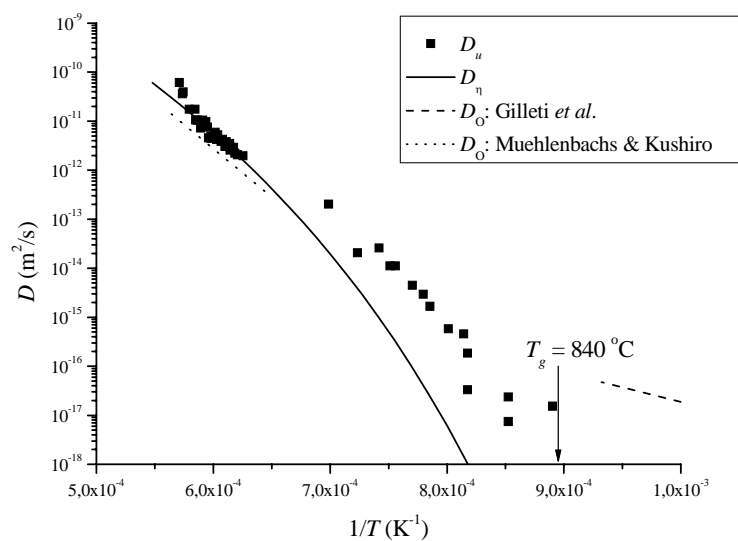 10⁻⁹
10⁻¹⁰
10⁻¹¹
10⁻¹²
10⁻¹³
10⁻¹⁴
10⁻¹⁵
10⁻¹⁶
10⁻¹⁷
10⁻¹⁸
D (m²/s)
D_u
D_η
D_O: Gilleti et al.
D_O: Muehlenbachs & Kushiro
T_g = 840 °C
5,0x10⁻⁴ 6,0x10⁻⁴ 7,0x10⁻⁴ 8,0x10⁻⁴ 9,0x10⁻⁴ 1,0x10⁻³
1/T (K⁻¹)